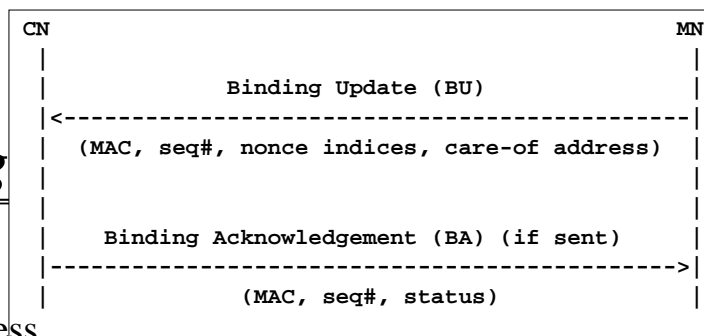 CN MN
| |
| Binding Update (BU) |
|<------------------------------------------------|
| (MAC, seq#, nonce indices, care-of address) |
| |
| |
| Binding Acknowledgement (BA) (if sent) |
|------------------------------------------------>|
| (MAC, seq#, status) |
ess